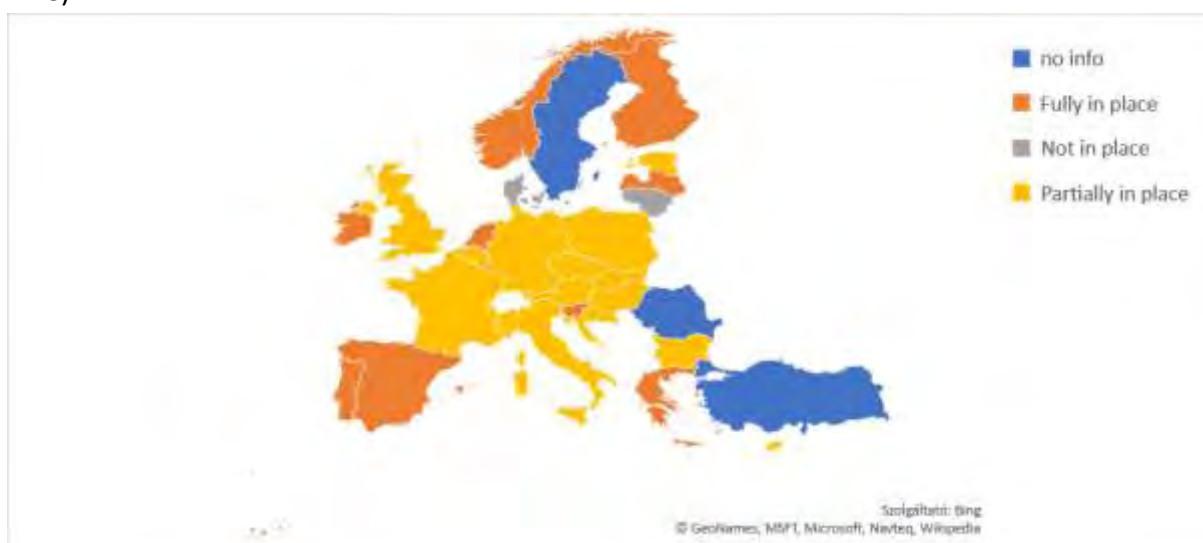 no info
Fully in place
Not in place
Partially in place
Szolgáltató: Bing
© GeoNames, MSFT, Microsoft, Navteq, Wikipedia